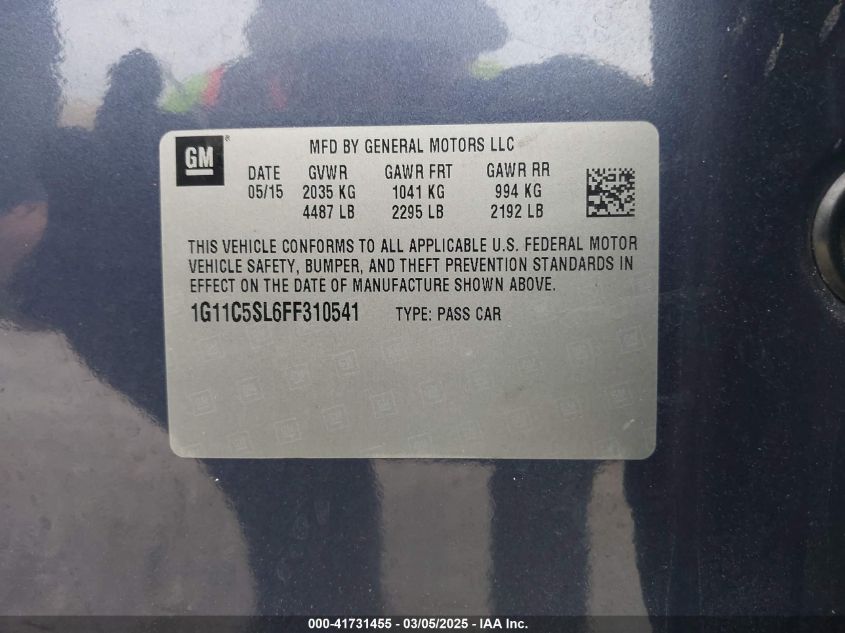 GM ®
MFD BY GENERAL MOTORS LLC
DATE GVWR GAWR FRT GAWR RR
05/15 2035 KG 1041 KG 994 KG
4487 LB 2295 LB 2192 LB
THIS VEHICLE CONFORMS TO ALL APPLICABLE U.S. FEDERAL MOTOR
VEHICLE SAFETY, BUMPER, AND THEFT PREVENTION STANDARDS IN
EFFECT ON THE DATE OF MANUFACTURE SHOWN ABOVE.
1G11C5SL6FF310541 TYPE: PASS CAR
000-41731455 - 03/05/2025 - IAA Inc.